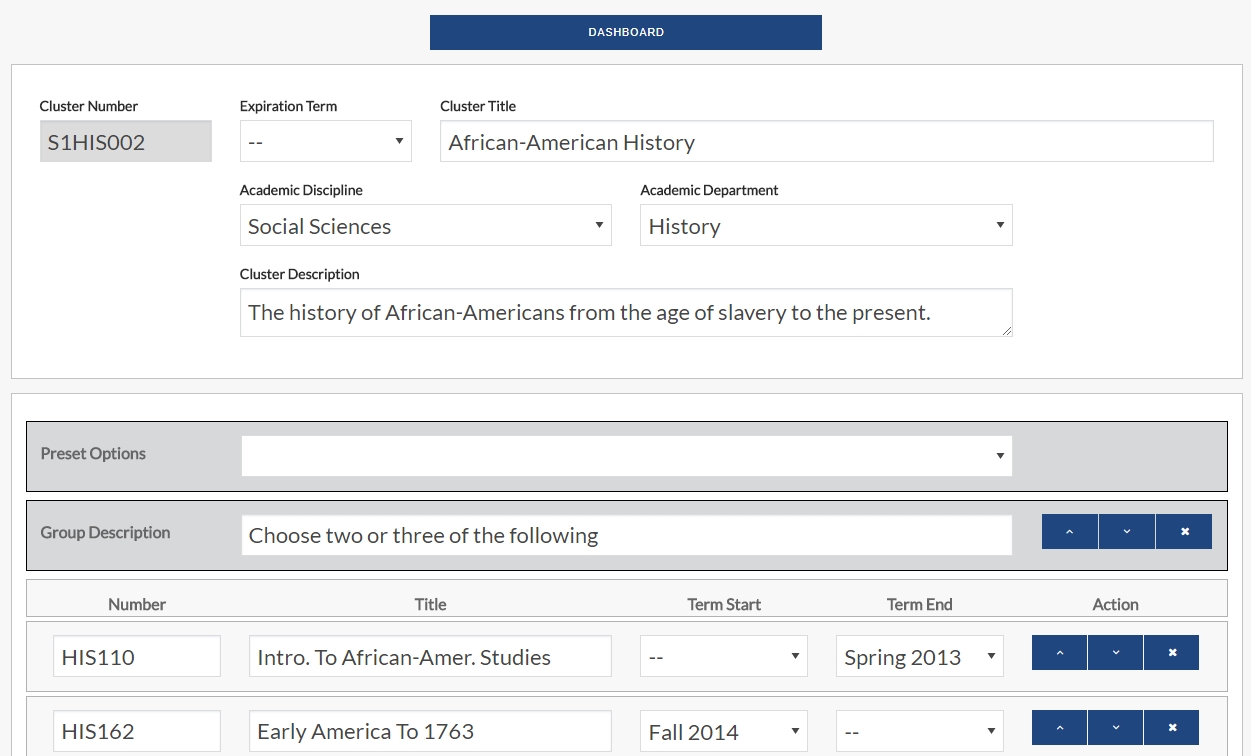 DASHBOARD
Cluster Number Expiration Term Cluster Title
S1HIS002 -- African-American History
Academic Discipline Academic Department
Social Sciences History
Cluster Description
The history of African-Americans from the age of slavery to the present.
Preset Options
Group Description Choose two or three of the following
Number Title Term Start Term End Action
HIS110 Intro. To African-Amer. Studies -- Spring 2013
HIS162 Early America To 1763 Fall 2014 --